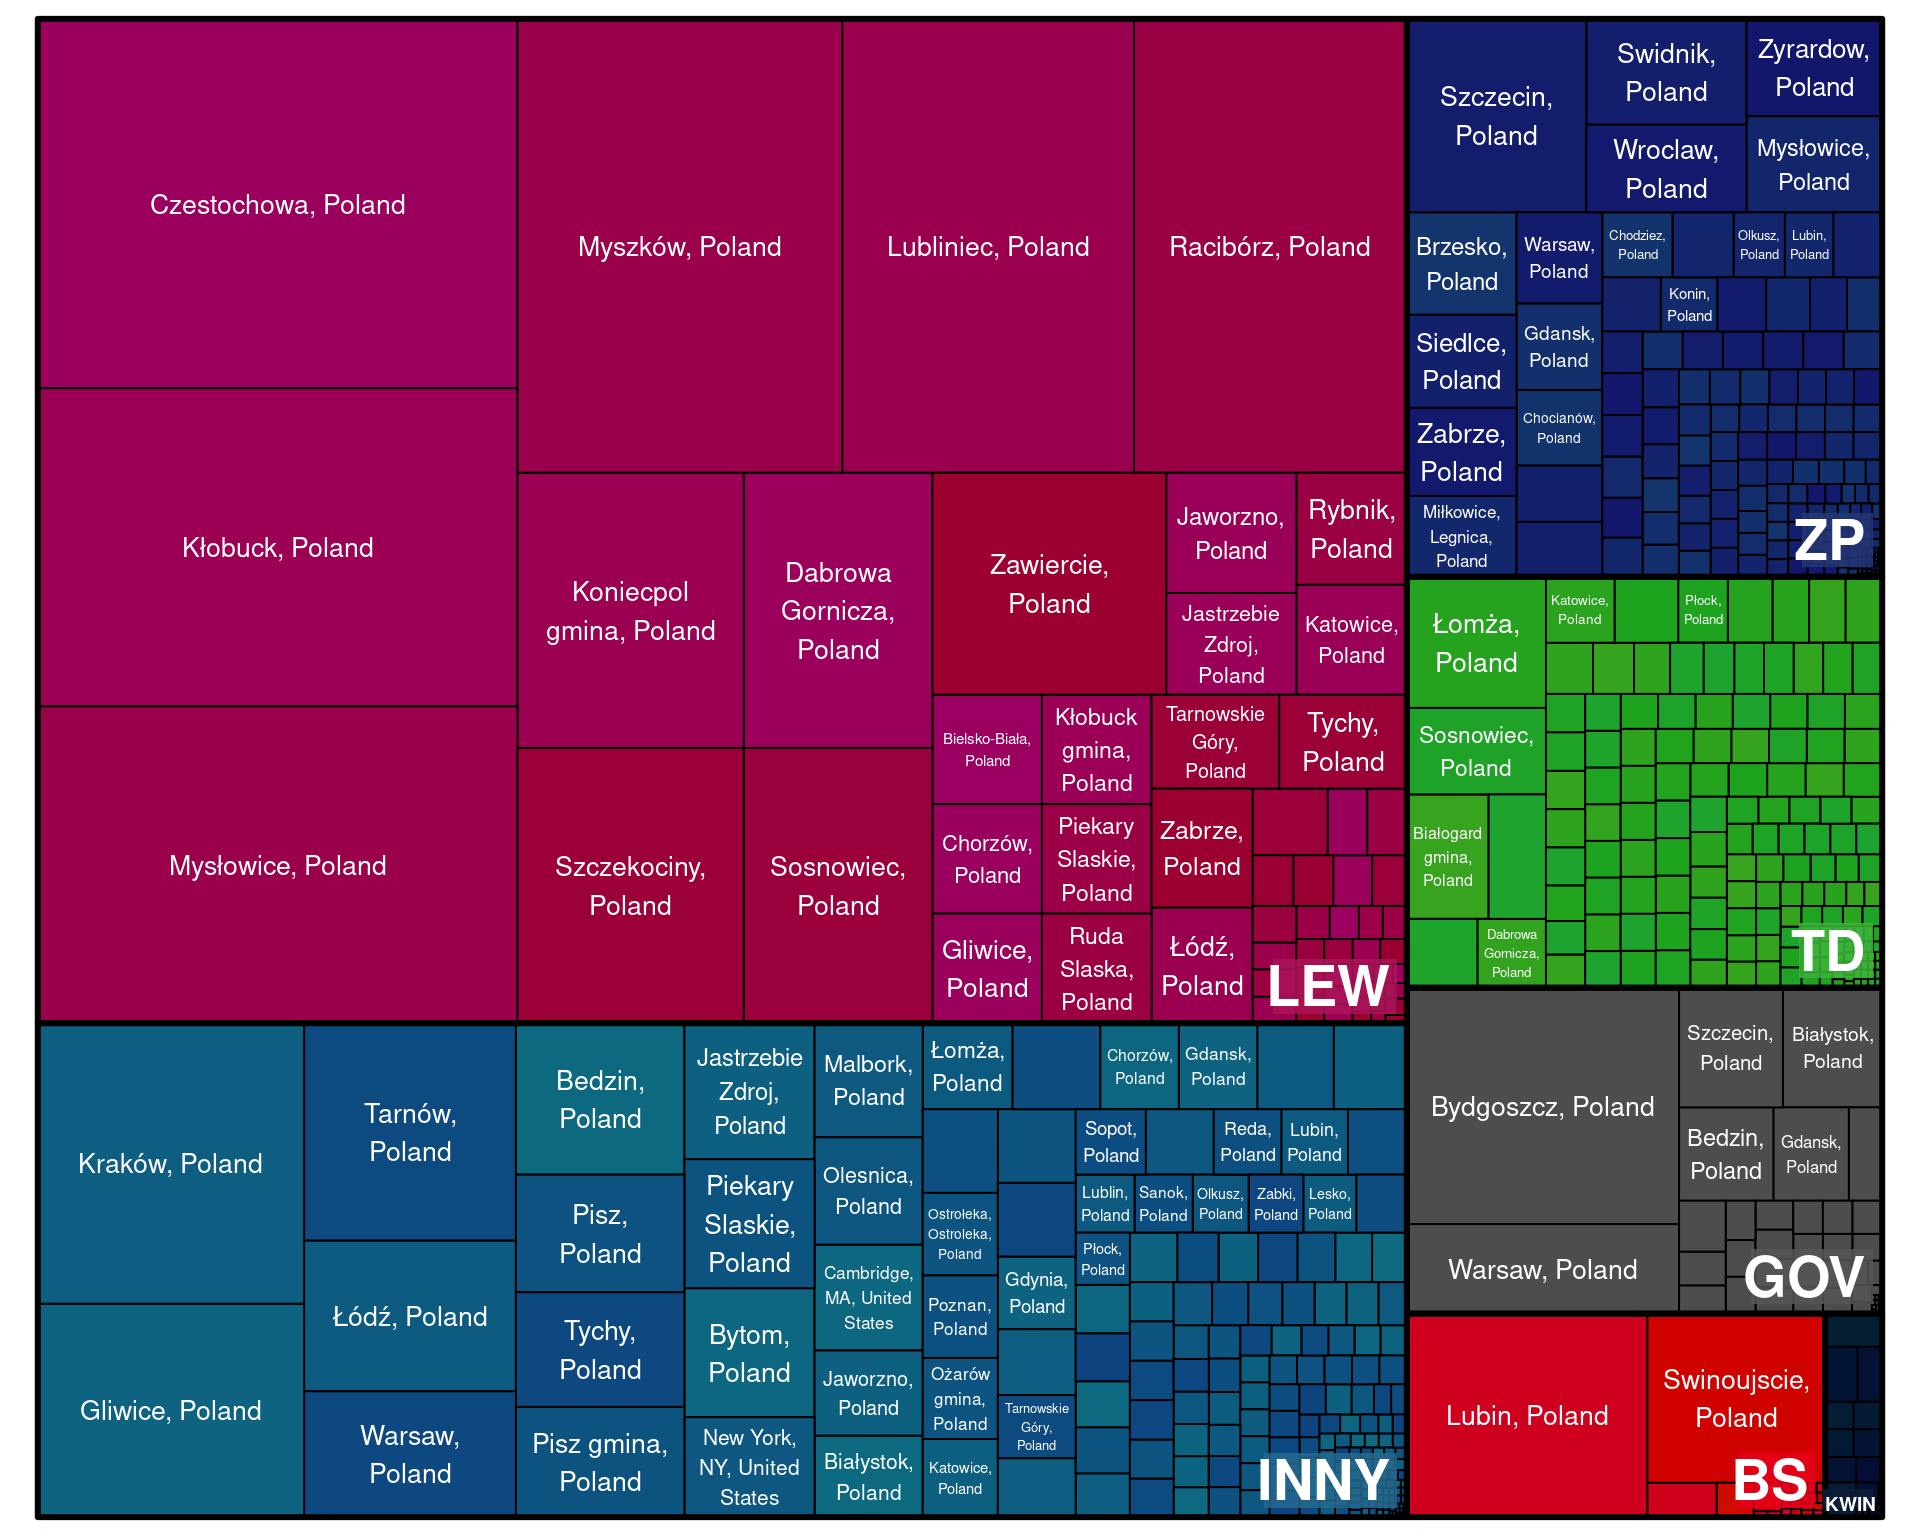 Czestochowa, Poland
Kłobuck, Poland
Mysłowice, Poland
Myszków, Poland
Lubliniec, Poland
Racibórz, Poland
Koniecpol
gmina, Poland
Dabrowa
Gornicza,
Poland
Szczekociny,
Poland
Sosnowiec,
Poland
Zawiercie,
Poland
Jaworzno,
Poland
Rybnik,
Poland
Jastrzebie
Zdroj,
Poland
Katowice,
Poland
Bielsko-Biała,
Poland
Kłobuck
gmina,
Poland
Tarnowskie
Góry,
Poland
Tychy,
Poland
Chorzów,
Poland
Piekary
Slaskie,
Poland
Zabrze,
Poland
Gliwice,
Poland
Ruda
Slaska,
Poland
Łódź,
Poland
LEW
Szczecin,
Poland
Swidnik,
Poland
Zyrardow,
Poland
Wroclaw,
Poland
Mysłowice,
Poland
Brzesko,
Poland
Warsaw,
Poland
Chodziez,
Poland
Olkusz,
Poland
Lubin,
Poland
Konin,
Poland
Siedlce,
Poland
Gdansk,
Poland
Zabrze,
Poland
Chocianów,
Poland
Miłkowice,
Legnica,
Poland
ZP
Łomża,
Poland
Katowice,
Poland
Płock,
Poland
Sosnowiec,
Poland
Białogard
gmina,
Poland
Dabrowa
Gornicza,
Poland
TD
Bydgoszcz, Poland
Warsaw, Poland
Szczecin,
Poland
Białystok,
Poland
Bedzin,
Poland
Gdansk,
Poland
GOV
Lubin, Poland
Swinoujscie,
Poland
BS
KWIN
Kraków, Poland
Gliwice, Poland
Tarnów,
Poland
Łódź, Poland
Warsaw,
Poland
Bedzin,
Poland
Pisz,
Poland
Tychy,
Poland
Pisz gmina,
Poland
Jastrzebie
Zdroj,
Poland
Piekary
Slaskie,
Poland
Bytom,
Poland
New York,
NY, United
States
Malbork,
Poland
Olesnica,
Poland
Cambridge,
MA, United
States
Jaworzno,
Poland
Białystok,
Poland
Łomża,
Poland
Chorzów,
Poland
Gdansk,
Poland
Ostrołeka,
Ostroleka,
Poland
Poznan,
Poland
Ożarów
gmina,
Poland
Katowice,
Poland
Gdynia,
Poland
Tarnowskie
Góry,
Poland
Sopot,
Poland
Reda,
Poland
Lubin,
Poland
Lublin,
Poland
Sanok,
Poland
Olkusz,
Poland
Zabki,
Poland
Lesko,
Poland
Płock,
Poland
INNY